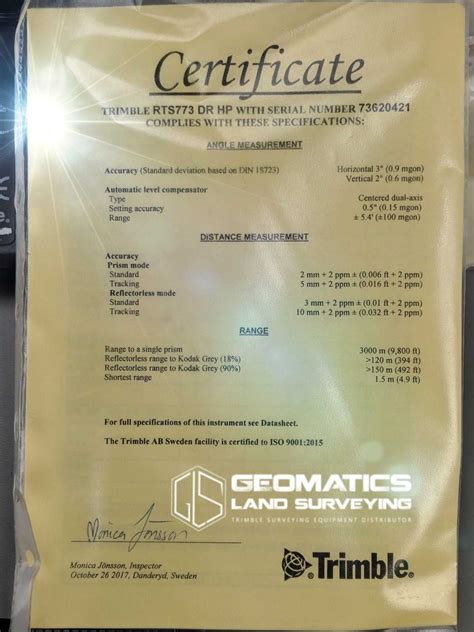 Certificate
TRIMBLE RTS773 DR HP WITH SERIAL NUMBER 73620421
COMPLIES WITH THESE SPECIFICATIONS:
ANGLE MEASUREMENT
Accuracy (Standard deviation based on DIN 18723) Horizontal 3" (0.9 mgon)
Vertical 2" (0.6 mgon)
Automatic level compensator
Type Centered dual-axis
Setting accuracy 0.5" (0.15 mgon)
Range ± 5.4' (±100 mgon)
DISTANCE MEASUREMENT
Accuracy
Prism mode
Standard 2 mm + 2 ppm ± (0.006 ft + 2 ppm)
Tracking 5 mm + 2 ppm ± (0.016 ft + 2 ppm)
Reflectorless mode
Standard 3 mm + 2 ppm ± (0.01 ft + 2 ppm)
Tracking 10 mm + 2 ppm ± (0.032 ft + 2 ppm)
RANGE
Range to a single prism 3000 m (9,800 ft)
Reflectorless range to Kodak Grey (18%) >120 m (394 ft)
Reflectorless range to Kodak Grey (90%) >150 m (492 ft)
Shortest range 1.5 m (4.9 ft)
For full specifications of this instrument see Datasheet.
The Trimble AB Sweden facility is certified to ISO 9001:2015
GEOMATICS
LAND SURVEYING
TRIMBLE SURVEYING EQUIPMENT DISTRIBUTOR
Monica Jönsson
Monica Jönsson, Inspector
October 26 2017, Danderyd, Sweden
Trimble.